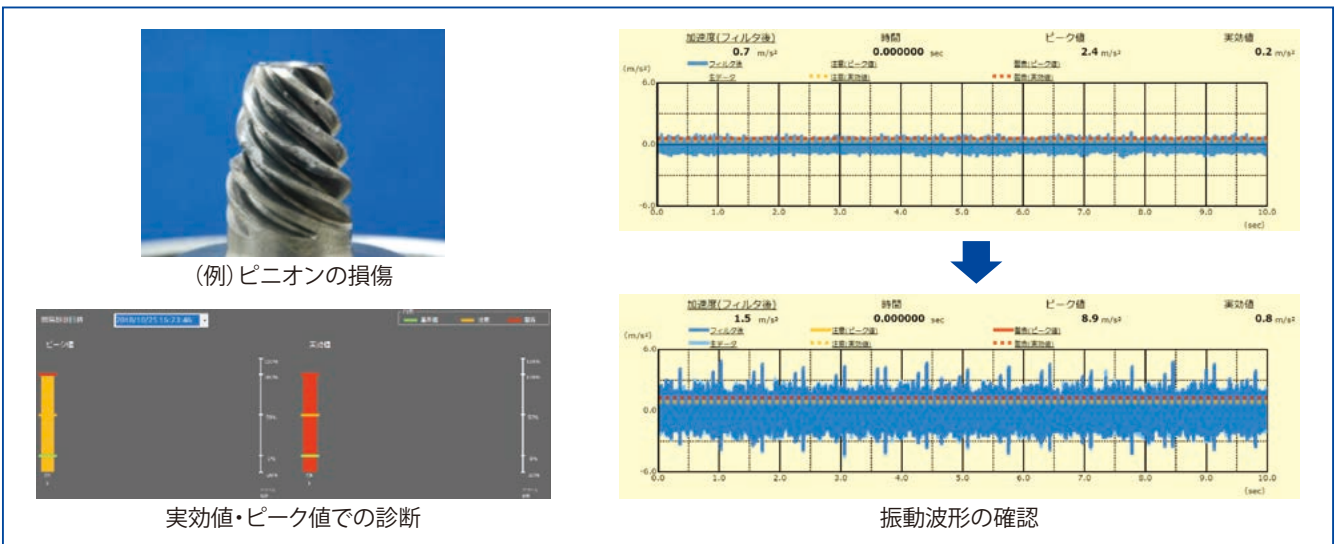 (例)ピニオンの損傷
2018/10/25 15:23:46
ピーク値
実効値
実効値・ピーク値での診断
加速度(フィルタ後) 時間 ピーク値 実効値
0.7 m/s² 0.000000 sec 2.4 m/s² 0.2 m/s²
フィルタ後 注意(ピーク値) 警告(ピーク値)
生データ 注意(実効値) 警告(実効値)
(m/s²)
6.0
0.0
-6.0
0.0 1.0 2.0 3.0 4.0 5.0 6.0 7.0 8.0 9.0 10.0
(sec)
加速度(フィルタ後) 時間 ピーク値 実効値
1.5 m/s² 0.000000 sec 8.9 m/s² 0.8 m/s²
フィルタ後 注意(ピーク値) 警告(ピーク値)
生データ 注意(実効値) 警告(実効値)
(m/s²)
6.0
0.0
-6.0
0.0 1.0 2.0 3.0 4.0 5.0 6.0 7.0 8.0 9.0 10.0
(sec)
振動波形の確認